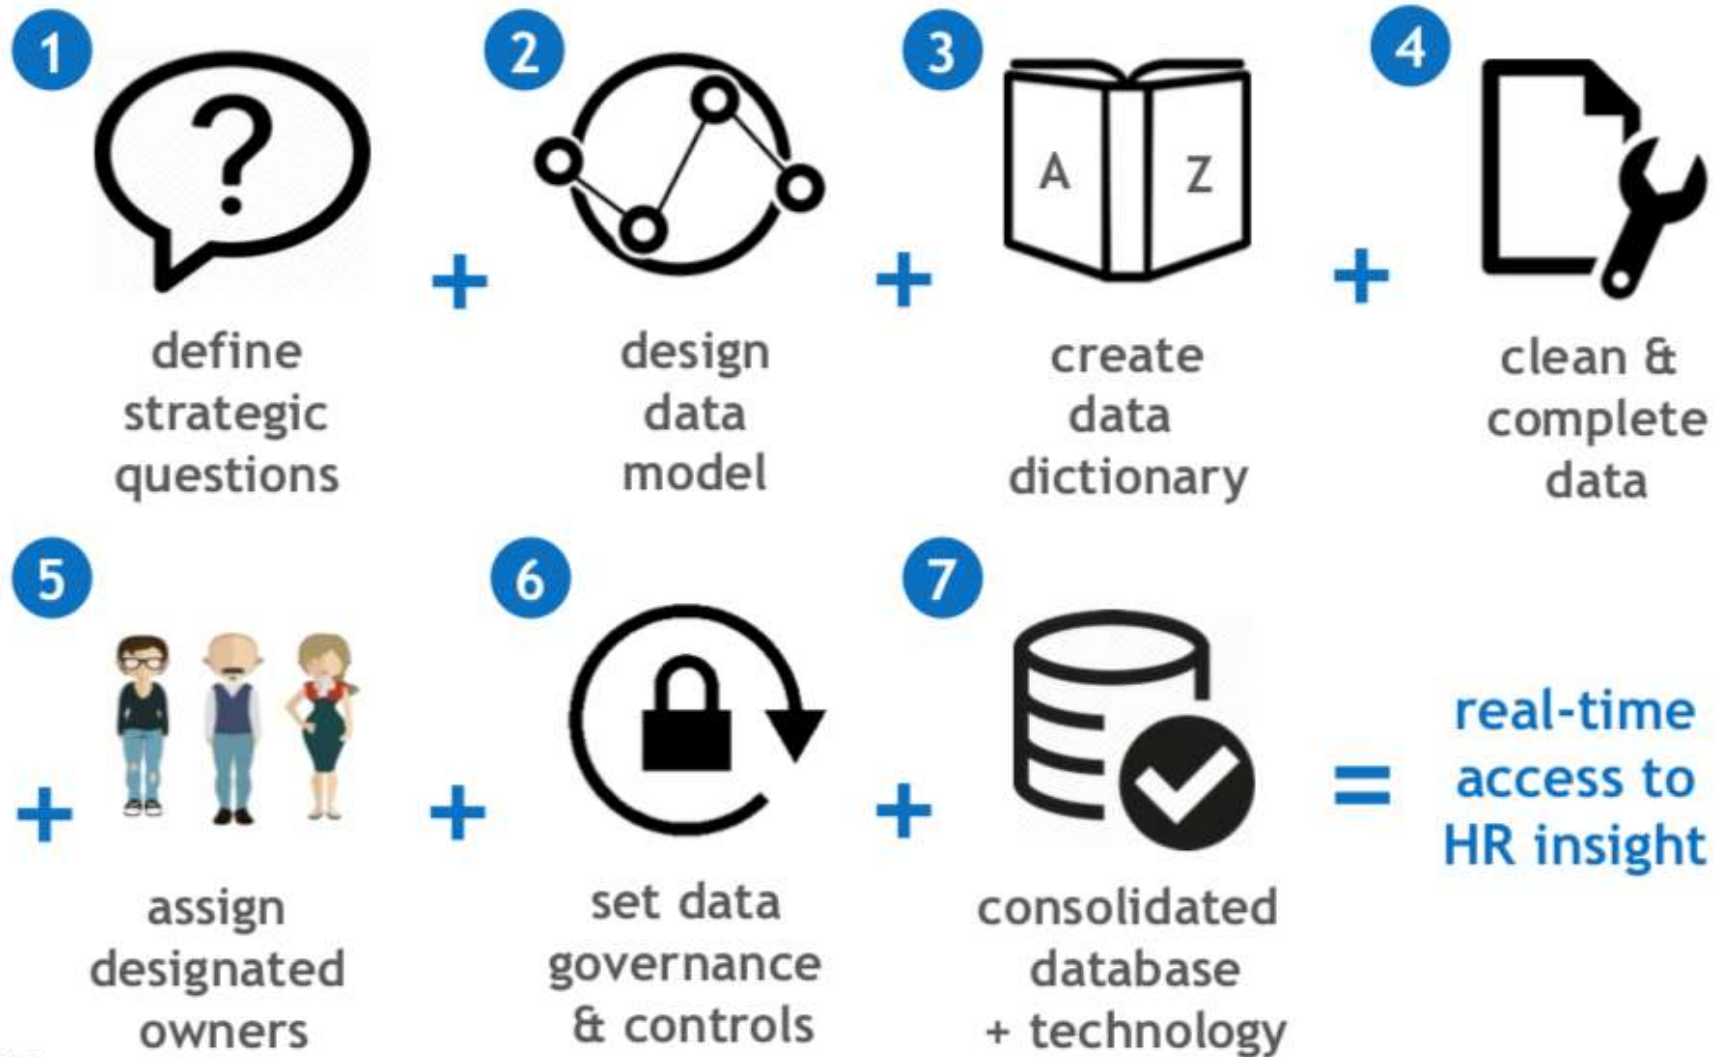 1
?
define
strategic
questions
+
2
design
data
model
+
3
A Z
create
data
dictionary
+
4
clean &
complete
data
+
5
assign
designated
owners
+
6
set data
governance
& controls
+
7
consolidated
database
+ technology
=
real-time
access to
HR insight